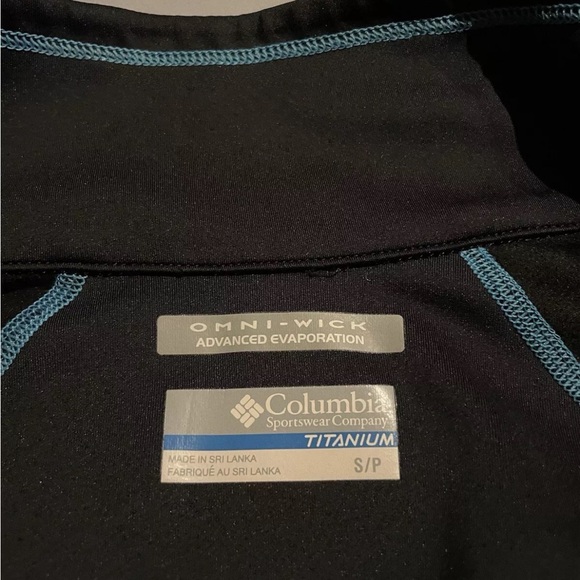 OMNI-WICK
ADVANCED EVAPORATION
Columbia
Sportswear Company
TITANIUM
MADE IN SRI LANKA
FABRIQUÉ AU SRI LANKA
S/P